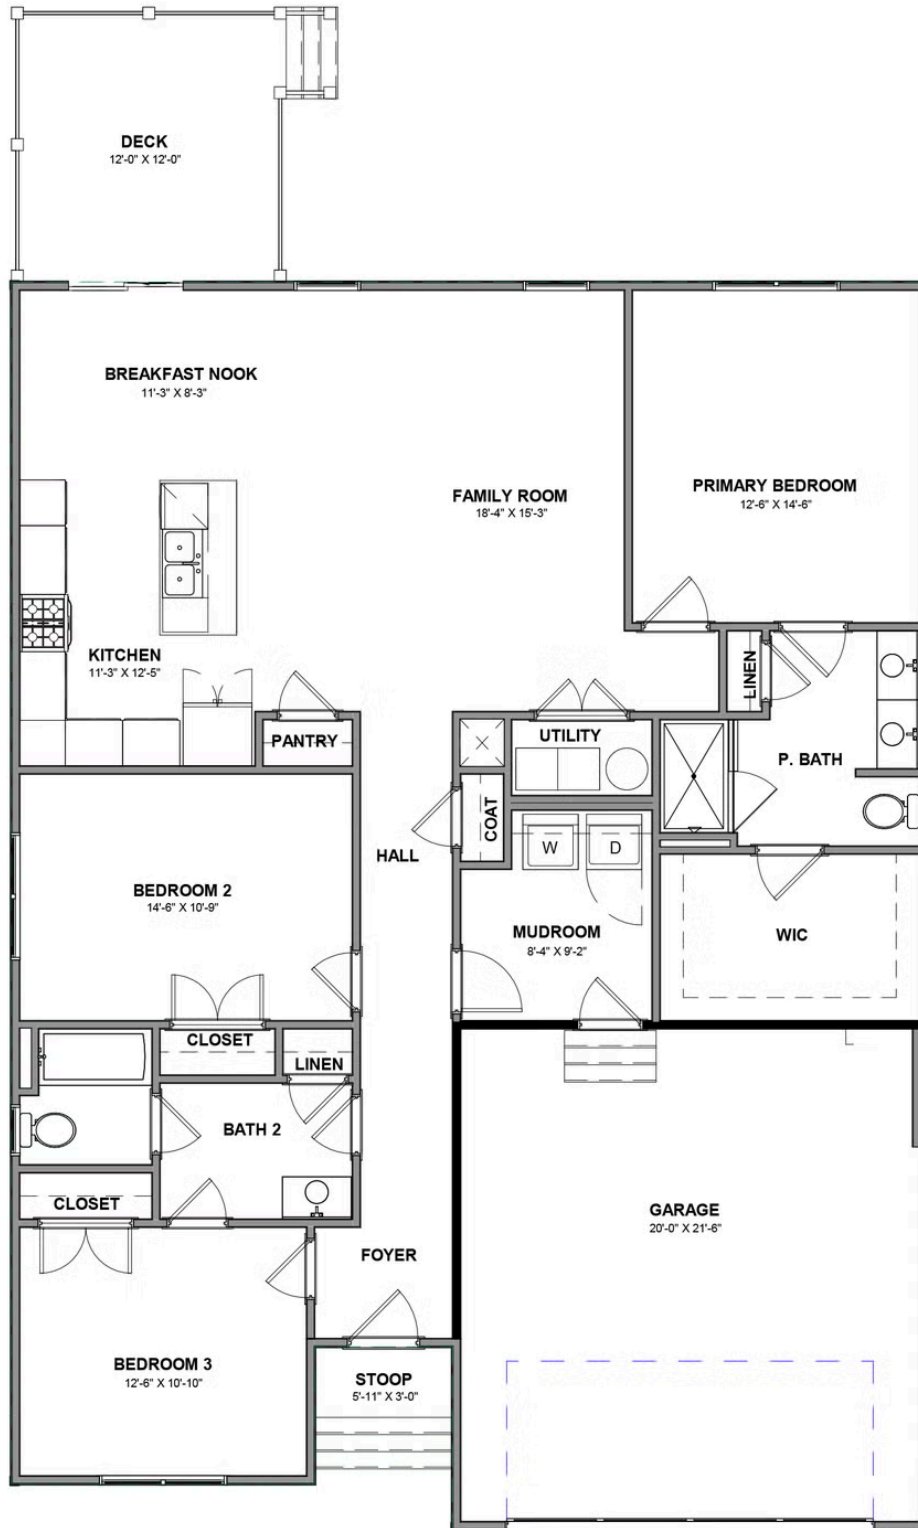 DECK
12'-0" X 12'-0"
BREAKFAST NOOK
11'-3" X 8'-3"
FAMILY ROOM
18'-4" X 15'-3"
PRIMARY BEDROOM
12'-6" X 14'-6"
KITCHEN
11'-3" X 12'-5"
LINEN
PANTRY
UTILITY
P. BATH
COAT
HALL
W
D
BEDROOM 2
14'-6" X 10'-9"
MUDROOM
8'-4" X 9'-2"
WIC
CLOSET
LINEN
BATH 2
CLOSET
GARAGE
20'-0" X 21'-6"
FOYER
BEDROOM 3
12'-6" X 10'-10"
STOOP
5'-11" X 3'-0"